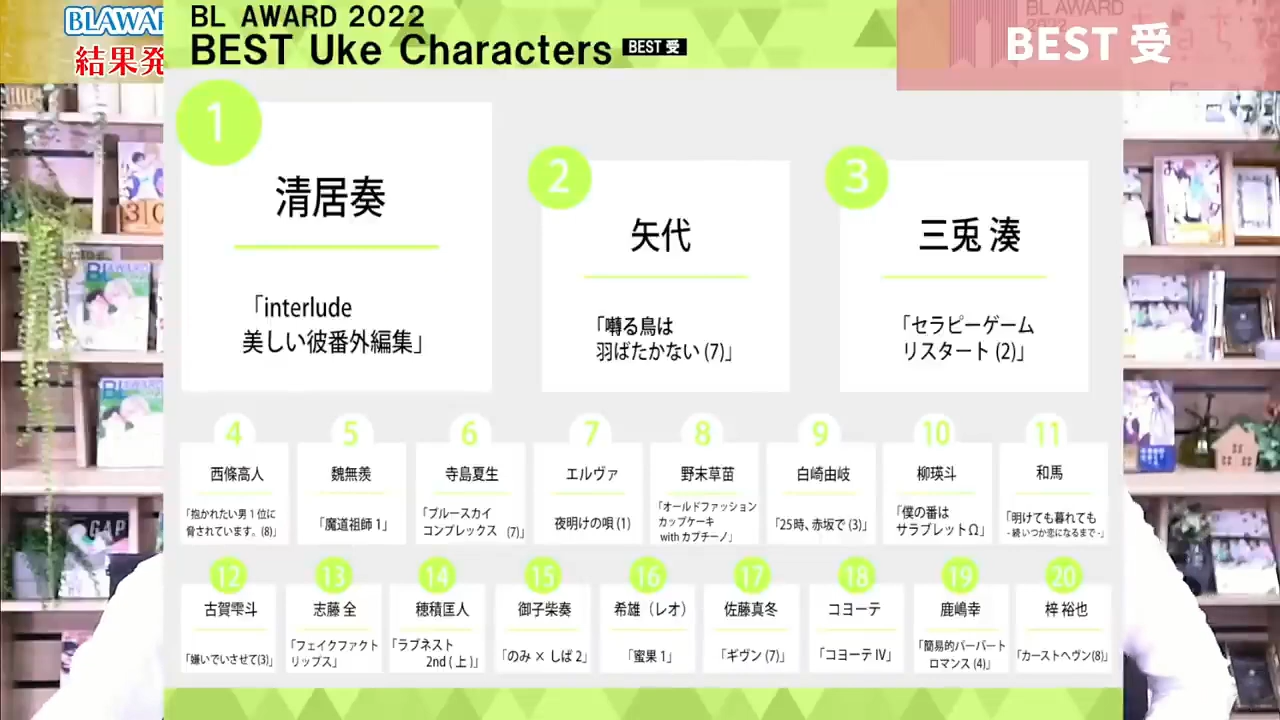 BLAWAR
結果発
BL AWARD 2022
BEST Uke Characters BEST 受
BL AWARD
2022
BEST 受
1
清居奏
「interlude
美しい彼番外編集」
2
矢代
「囀る鳥は
羽ばたかない (7)」
3
三兎 湊
「セラピーゲーム
リスタート (2)」
4
西條高人
「抱かれたい男1位に
脅されています。(8)」
5
魏無羨
「魔道祖師 1」
6
寺島夏生
「ブルースカイ
コンプレックス (7)」
7
エルヴァ
夜明けの唄 (1)
8
野末草苗
「オールドファッション
カップケーキ
with カプチーノ」
9
白崎由岐
「25時、赤坂で (3)」
10
柳瑛斗
「僕の番は
サラブレットΩ」
11
和馬
「明けても暮れても
- 続 いつか恋になるまで -」
12
古賀雫斗
「嫌いでいさせて(3)」
13
志藤 全
「フェイクファクト
リップス」
14
穂積匡人
「ラブネスト
2nd ( 上 )」
15
御子柴奏
「のみ × しば 2」
16
希雄（レオ）
「蜜果 1」
17
佐藤真冬
「ギヴン (7)」
18
コヨーテ
「コヨーテ Ⅳ」
19
鹿嶋幸
「簡易的パーバート
ロマンス (4)」
20
梓 裕也
「カーストヘヴン(8)」
BL AWARD
BL
GAP
30